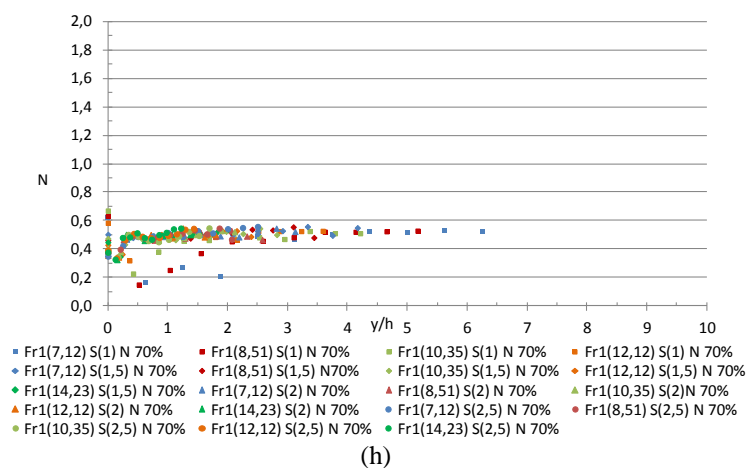 2,0
1,8
1,6
1,4
1,2
1,0
0,8
0,6
0,4
0,2
0,0
N
0 1 2 3 4 5 6 7 8 9 10
y/h
Fr1(7,12) S(1) N 70% Fr1(8,51) S(1) N 70% Fr1(10,35) S(1) N 70% Fr1(12,12) S(1) N 70%
Fr1(7,12) S(1,5) N 70% Fr1(8,51) S(1,5) N70% Fr1(10,35) S(1,5) N 70% Fr1(12,12) S(1,5) N 70%
Fr1(14,23) S(1,5) N 70% Fr1(7,12) S(2) N 70% Fr1(8,51) S(2) N 70% Fr1(10,35) S(2) N 70%
Fr1(12,12) S(2) N 70% Fr1(14,23) S(2) N 70% Fr1(7,12) S(2,5) N 70% Fr1(8,51) S(2,5) N 70%
Fr1(10,35) S(2,5) N 70% Fr1(12,12) S(2,5) N 70% Fr1(14,23) S(2,5) N 70%
(h)